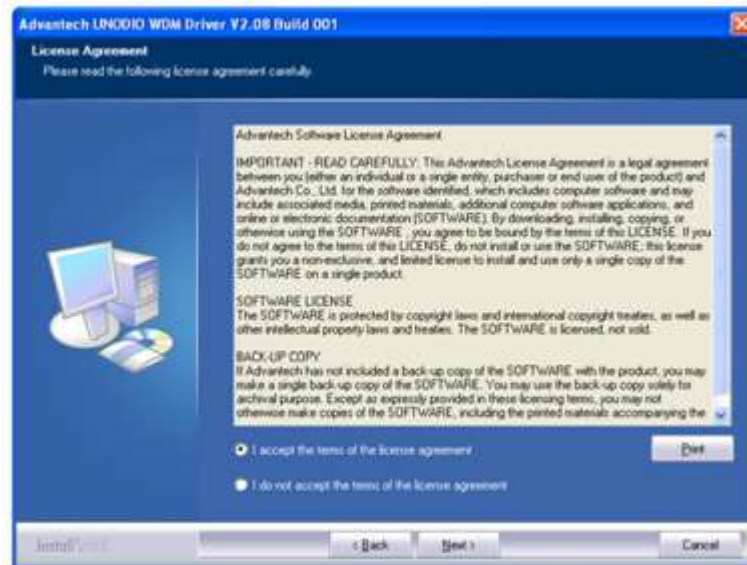 Advantech UNODIO WDM Driver V2.08 Build 001
License Agreement
Please read the following license agreement carefully.
Advantech Software License Agreement
IMPORTANT - READ CAREFULLY: This Advantech License Agreement is a legal agreement
between you (either an individual or a single entity, purchaser or end user of the product) and
Advantech Co., Ltd. for the software identified, which includes computer software and may
include associated media, printed materials, additional computer software applications, and
online or electronic documentation (SOFTWARE). By downloading, installing, copying, or
otherwise using the SOFTWARE , you agree to be bound by the terms of this LICENSE. If you
do not agree to the terms of this LICENSE, do not install or use the SOFTWARE; this license
grants you a non-exclusive, and limited license to install and use only a single copy of the
SOFTWARE on a single product.
SOFTWARE LICENSE
The SOFTWARE is protected by copyright laws and international copyright treaties, as well as
other intellectual property laws and treaties. The SOFTWARE is licensed, not sold.
BACK-UP COPY
If Advantech has not included a back-up copy of the SOFTWARE with the product, you may
make a single back-up copy of the SOFTWARE. You may use the back-up copy solely for
archival purpose. Except as expressly provided in these licensing terms, you may not
otherwise make copies of the SOFTWARE, including the printed materials accompanying the
I accept the terms of the license agreement
Print
I do not accept the terms of the license agreement
< Back
Next >
Cancel